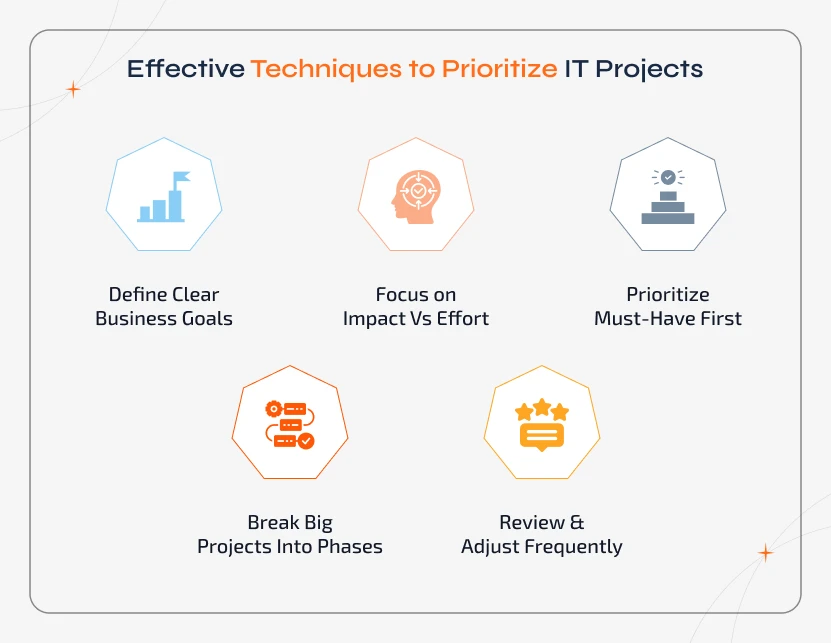 Effective Techniques to Prioritize IT Projects
Define Clear
Business Goals
Focus on
Impact Vs Effort
Prioritize
Must-Have First
Break Big
Projects Into Phases
Review &
Adjust Frequently